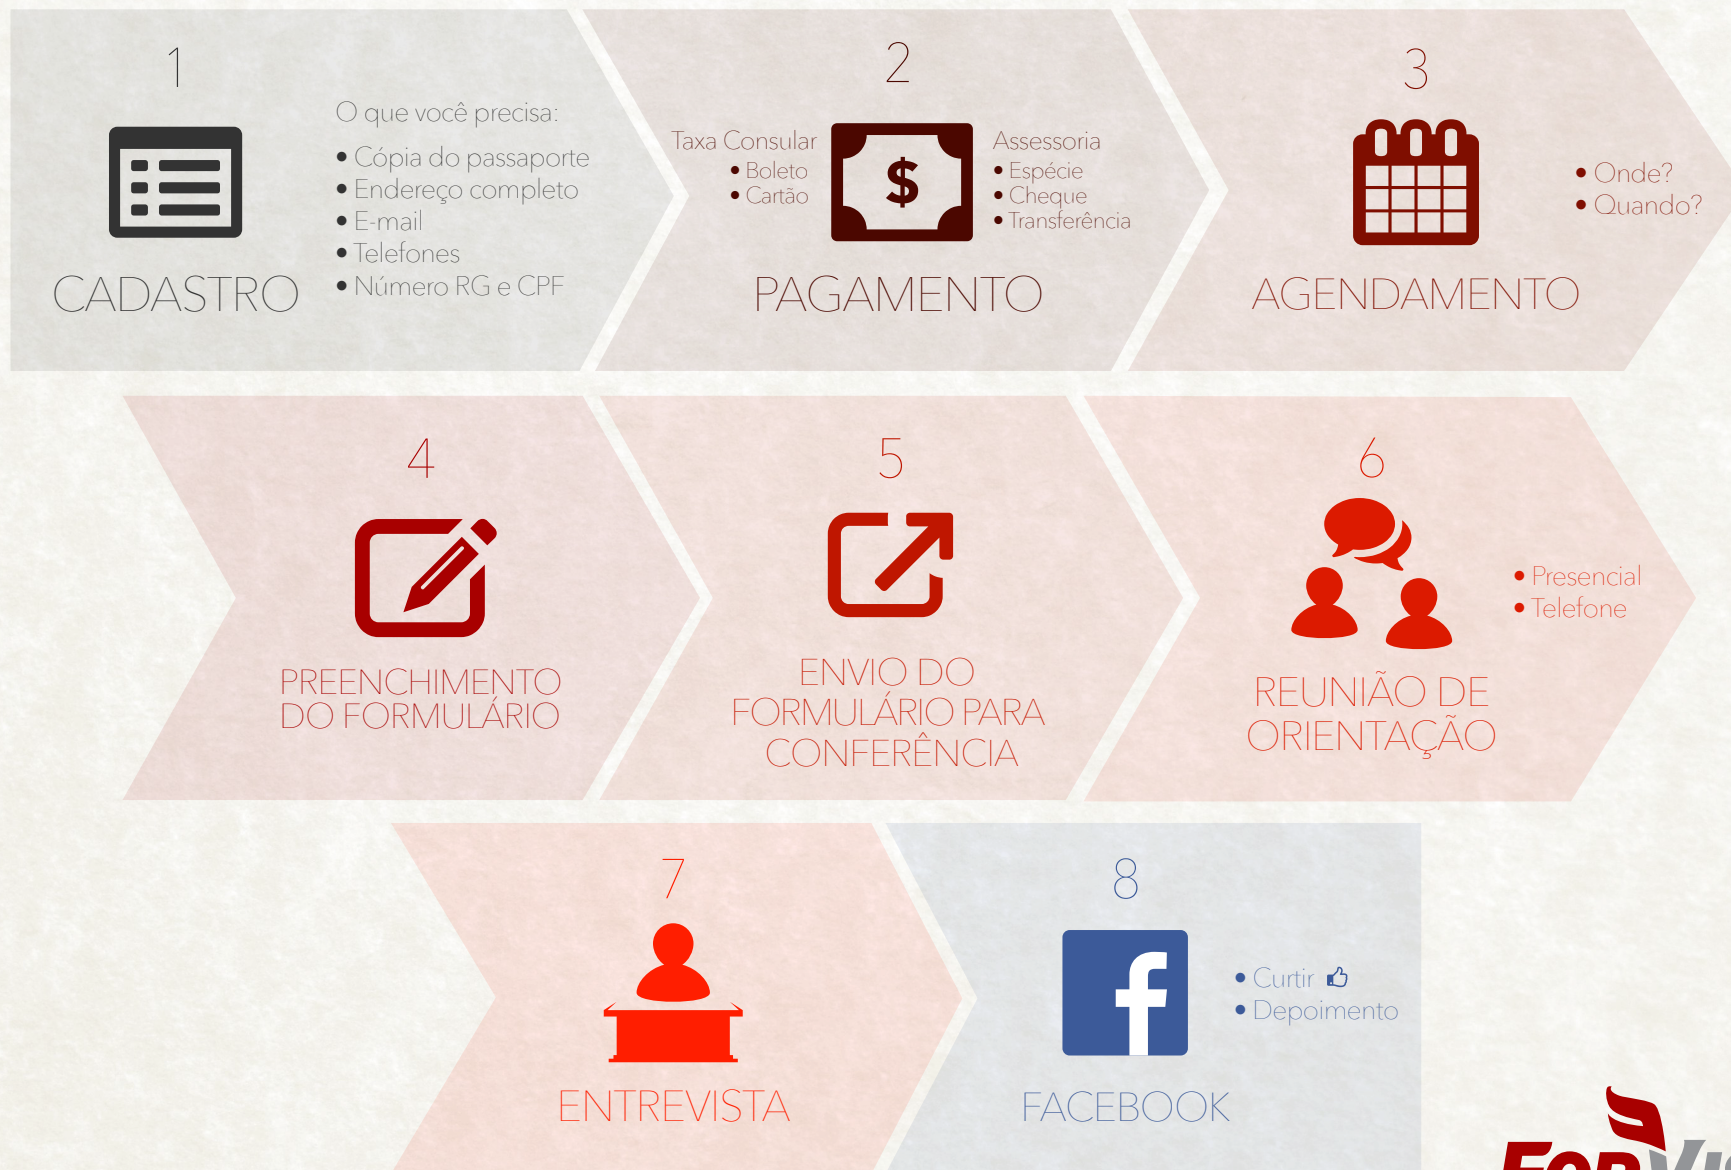 1
O que você precisa:
• Cópia do passaporte
• Endereço completo
• E-mail
• Telefones
• Número RG e CPF
CADASTRO
2
Taxa Consular
• Boleto
• Cartão
$
Assessoria
• Espécie
• Cheque
• Transferência
PAGAMENTO
3
• Onde?
• Quando?
AGENDAMENTO
4
PREENCHIMENTO
DO FORMULÁRIO
5
ENVIO DO
FORMULÁRIO PARA
CONFERÊNCIA
6
• Presencial
• Telefone
REUNIÃO DE
ORIENTAÇÃO
7
ENTREVISTA
8
f
• Curtir
• Depoimento
FACEBOOK